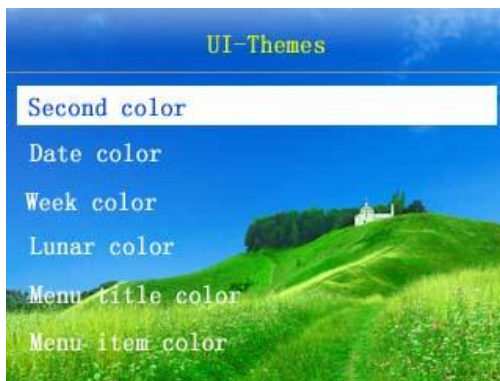 UI-Themes
Second color
Date color
Week color
Lunar color
Menu title color
Menu item color